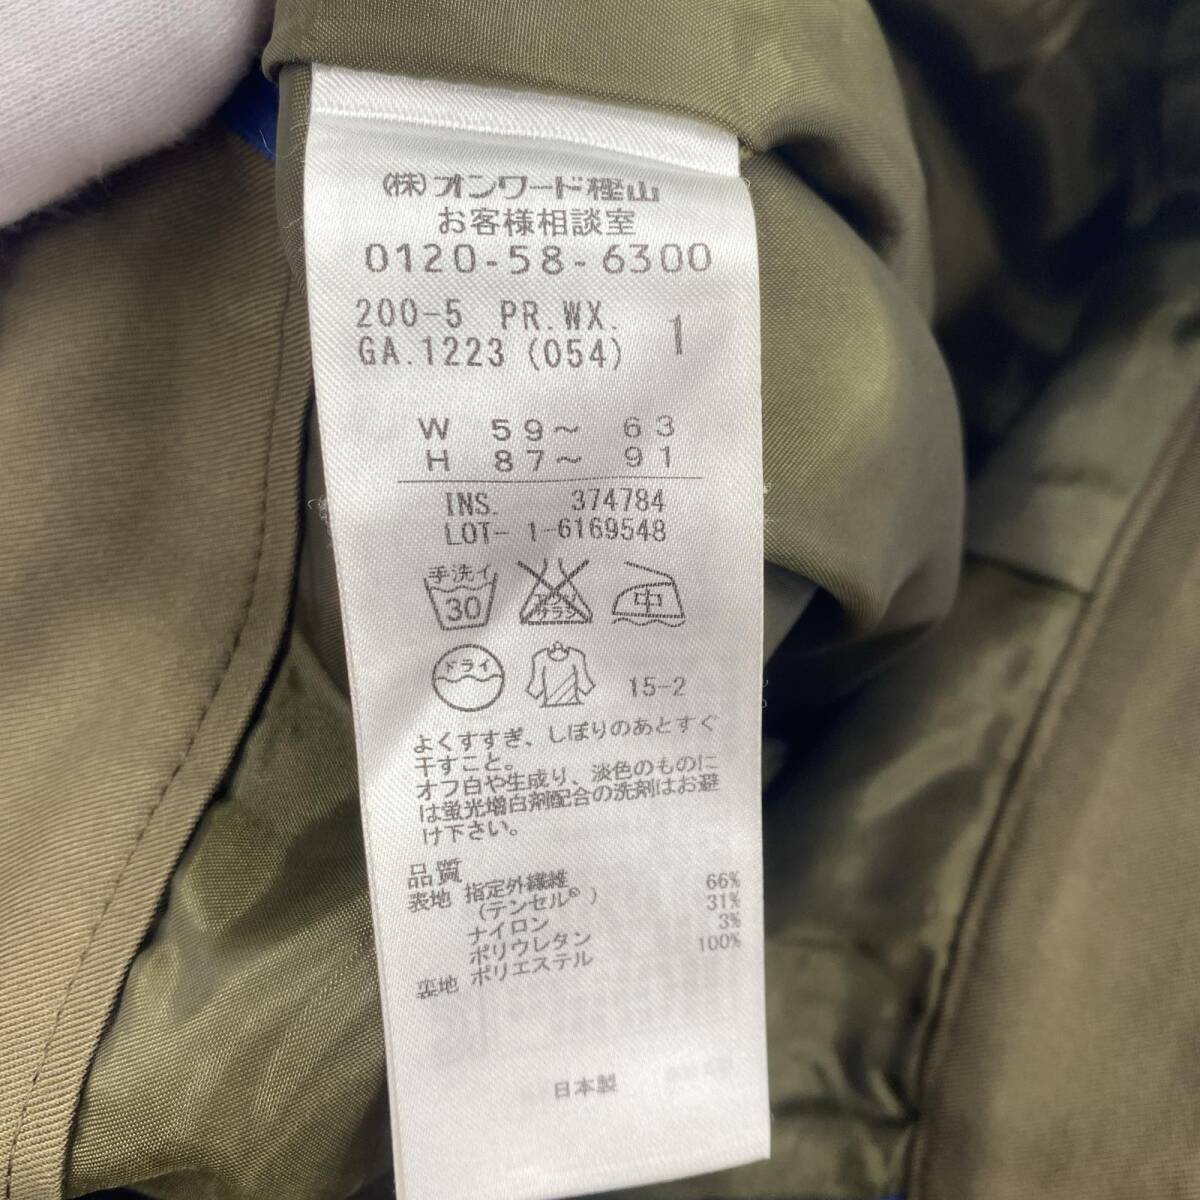 (株)オンワード樫山
お客様相談室
0120-58-6300
200-5 PR.WX. 1
GA.1223 (054)
W 59~ 63
H 87~ 91
INS. 374784
LOT- 1-6169548
手洗イ
30
サラシ
中
ドライ
15-2
よくすすぎ、しぼりのあとすぐ
干すこと。
オフ白や生成り、淡色のものに
は蛍光増白剤配合の洗剤はお避
け下さい。
品質
表地 指定外繊維 66%
(テンセル®)
ナイロン 31%
ポリウレタン 3%
裏地 ポリエステル 100%
日本製